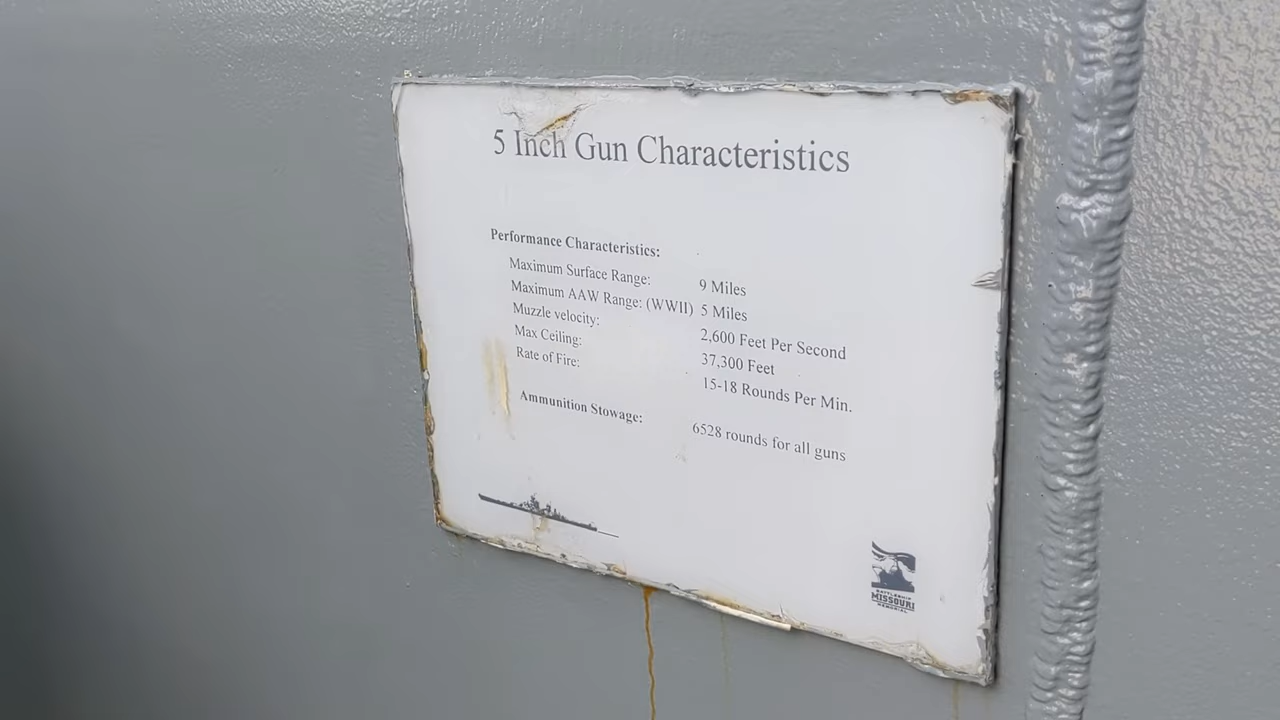 5 Inch Gun Characteristics
Performance Characteristics:
Maximum Surface Range: 9 Miles
Maximum AAW Range: (WWII) 5 Miles
Muzzle velocity: 2,600 Feet Per Second
Max Ceiling: 37,300 Feet
Rate of Fire: 15-18 Rounds Per Min.
Ammunition Stowage: 6528 rounds for all guns
BATTLESHIP
MISSOURI
MEMORIAL